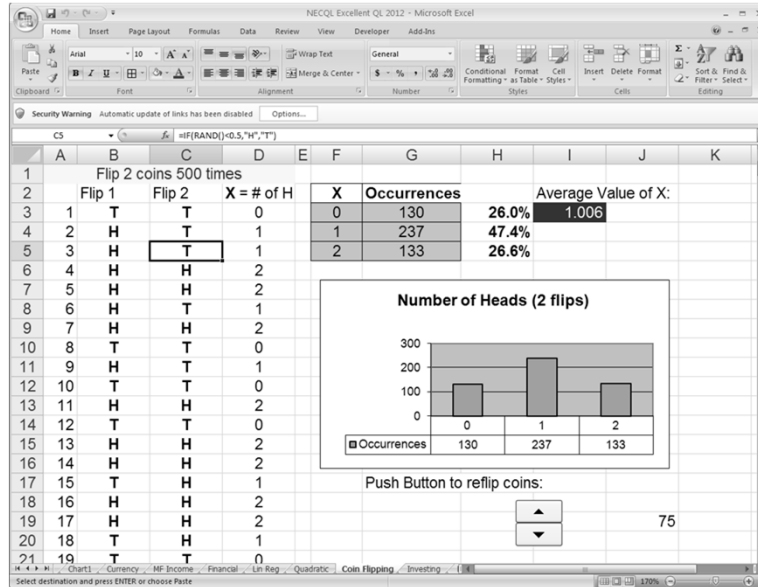 NECQL Excellent QL 2012 - Microsoft Excel
Home Insert Page Layout Formulas Data Review View Developer Add-Ins
Arial 10 Wrap Text General
Paste Merge & Center Conditional Formatting Format as Table Cell Styles Insert Delete Format Sort & Filter Find & Select
Clipboard Font Alignment Number Styles Cells Editing
Security Warning Automatic update of links has been disabled Options...
C5 fx =IF(RAND()<0.5,"H","T")
A B C D E F G H I J K
1 Flip 2 coins 500 times
2 Flip 1 Flip 2 X = # of H X Occurrences Average Value of X:
3 1 T T 0 0 130 26.0% 1.006
4 2 H T 1 1 237 47.4%
5 3 H T 1 2 133 26.6%
6 4 H H 2
7 5 H H 2
8 6 H T 1
9 7 H H 2
10 8 T T 0
11 9 H T 1
12 10 T T 0
13 11 H H 2
14 12 T T 0
15 13 H H 2
16 14 H H 2
17 15 T H 1
18 16 H H 2
19 17 H H 2
20 18 T H 1
21 19 T T 0
Number of Heads (2 flips)
300
200
100
0
0 1 2
Occurrences 130 237 133
Push Button to reflip coins:
75
Chart1 Currency MF Income Financial Lin Reg Quadratic Coin Flipping Investing
Select destination and press ENTER or choose Paste 170%